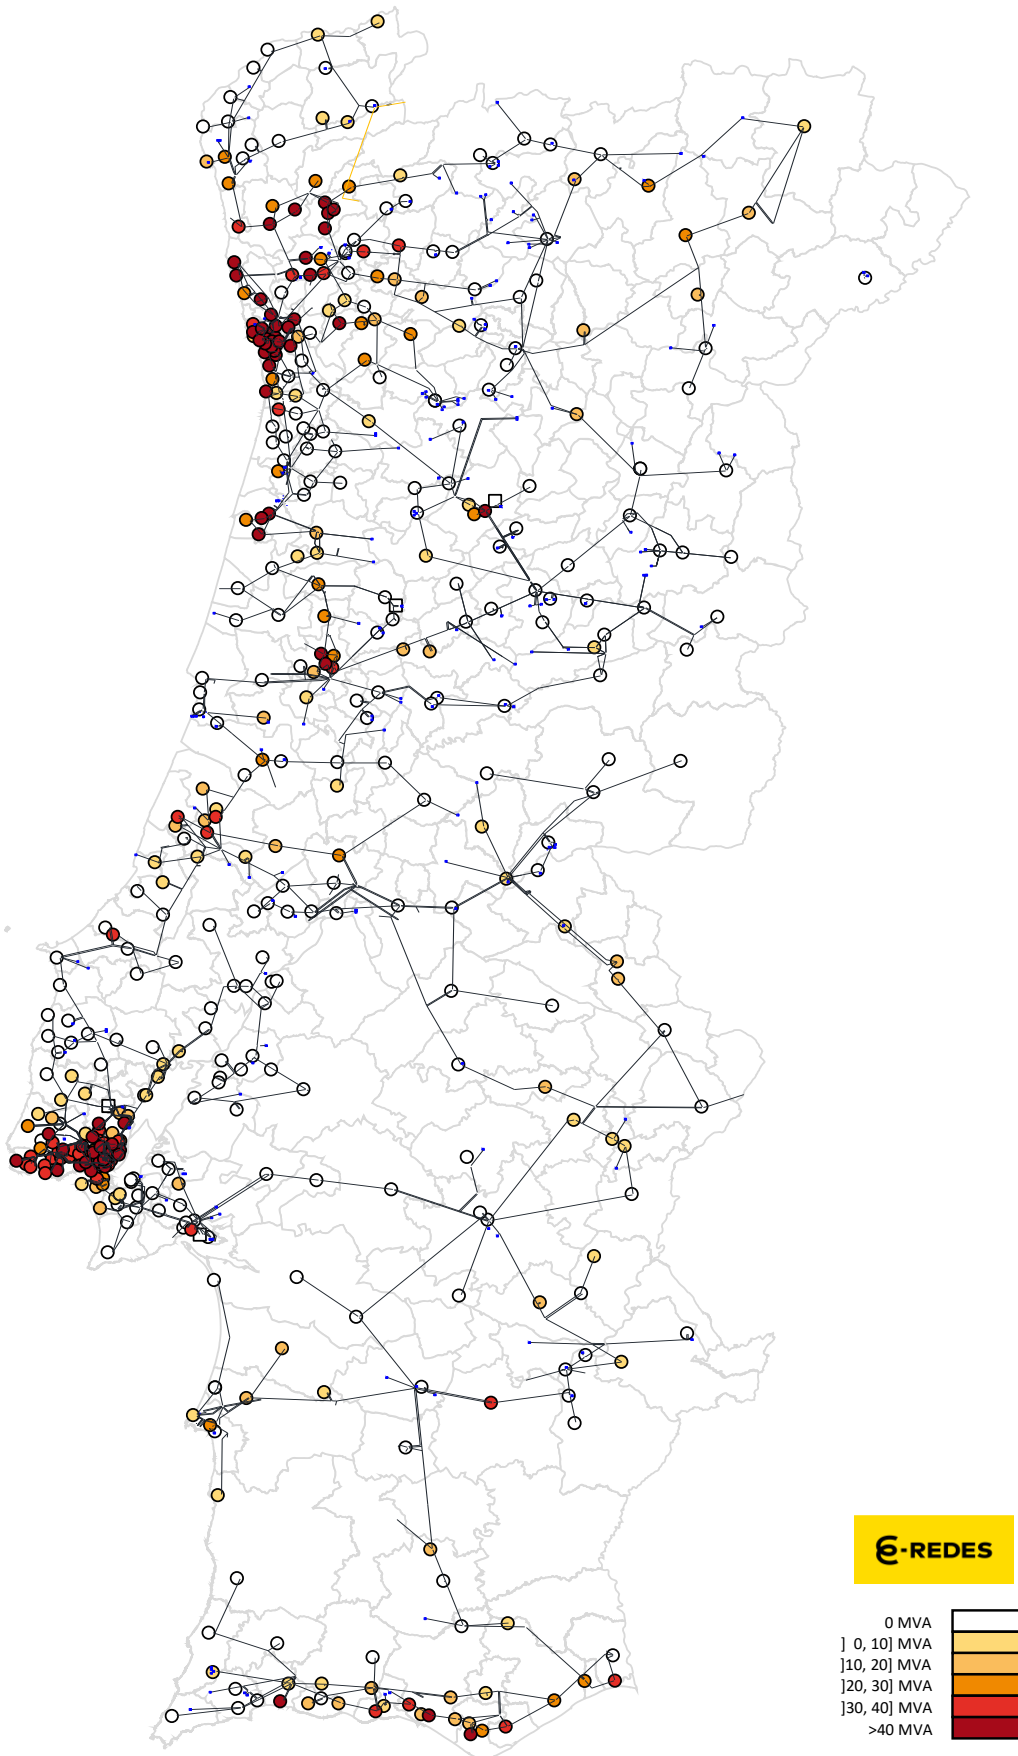 E-REDES
0 MVA
] 0, 10] MVA
]10, 20] MVA
]20, 30] MVA
]30, 40] MVA
>40 MVA